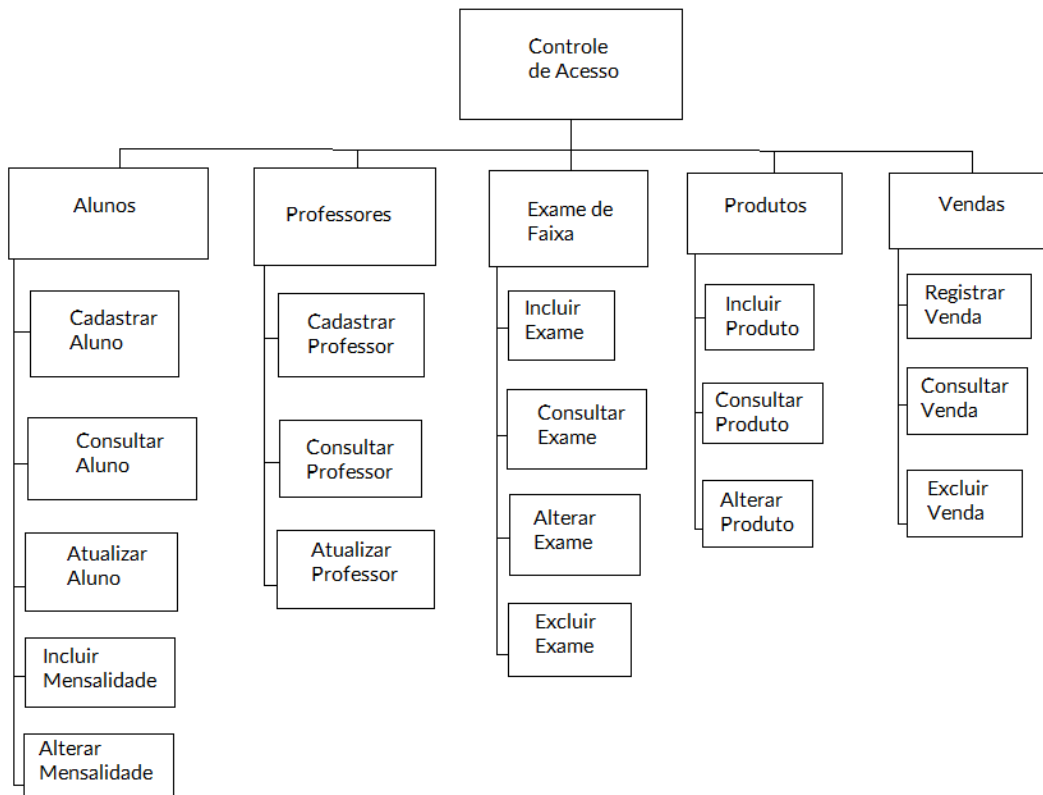 Controle
de Acesso
Alunos
Professores
Exame de
Faixa
Produtos
Vendas
Cadastrar
Aluno
Consultar
Aluno
Atualizar
Aluno
Incluir
Mensalidade
Alterar
Mensalidade
Cadastrar
Professor
Consultar
Professor
Atualizar
Professor
Incluir
Exame
Consultar
Exame
Alterar
Exame
Excluir
Exame
Incluir
Produto
Consultar
Produto
Alterar
Produto
Registrar
Venda
Consultar
Venda
Excluir
Venda